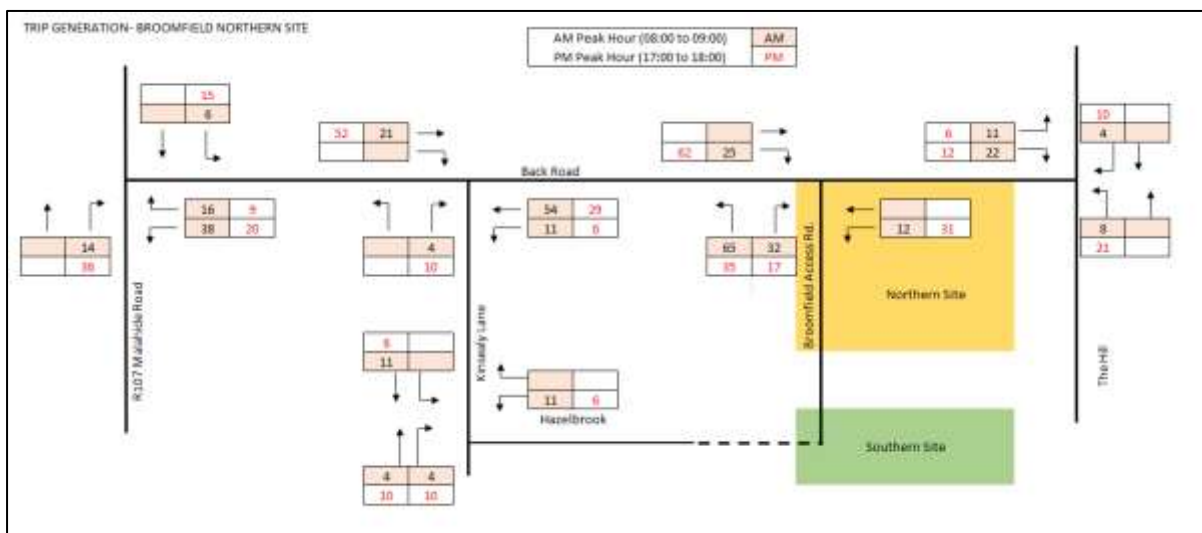 TRIP GENERATION- BROOMFIELD NORTHERN SITE
AM Peak Hour (08:00 to 09:00) AM
PM Peak Hour (17:00 to 18:00) PM
15
6
52 21
62 25
6 11
12 22
10
4
Back Road
16 9
38 20
14
36
4
10
54 29
11 6
65 32
35 17
12 31
8
21
Northern Site
R107 Malahide Road
Kinsealy Lane
Broomfield Access Rd.
The Hill
6
11
11 6
Hazelbrook
Southern Site
4 4
10 10